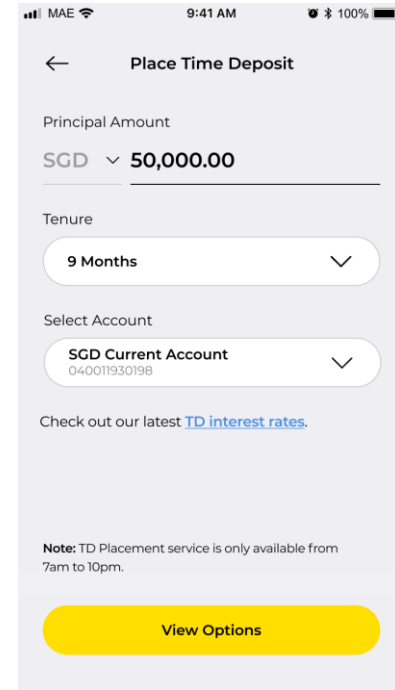 MAE 9:41 AM 100%
Place Time Deposit
Principal Amount
SGD 50,000.00
Tenure
9 Months
Select Account
SGD Current Account
040011930198
Check out our latest TD interest rates.
Note: TD Placement service is only available from
7am to 10pm.
View Options